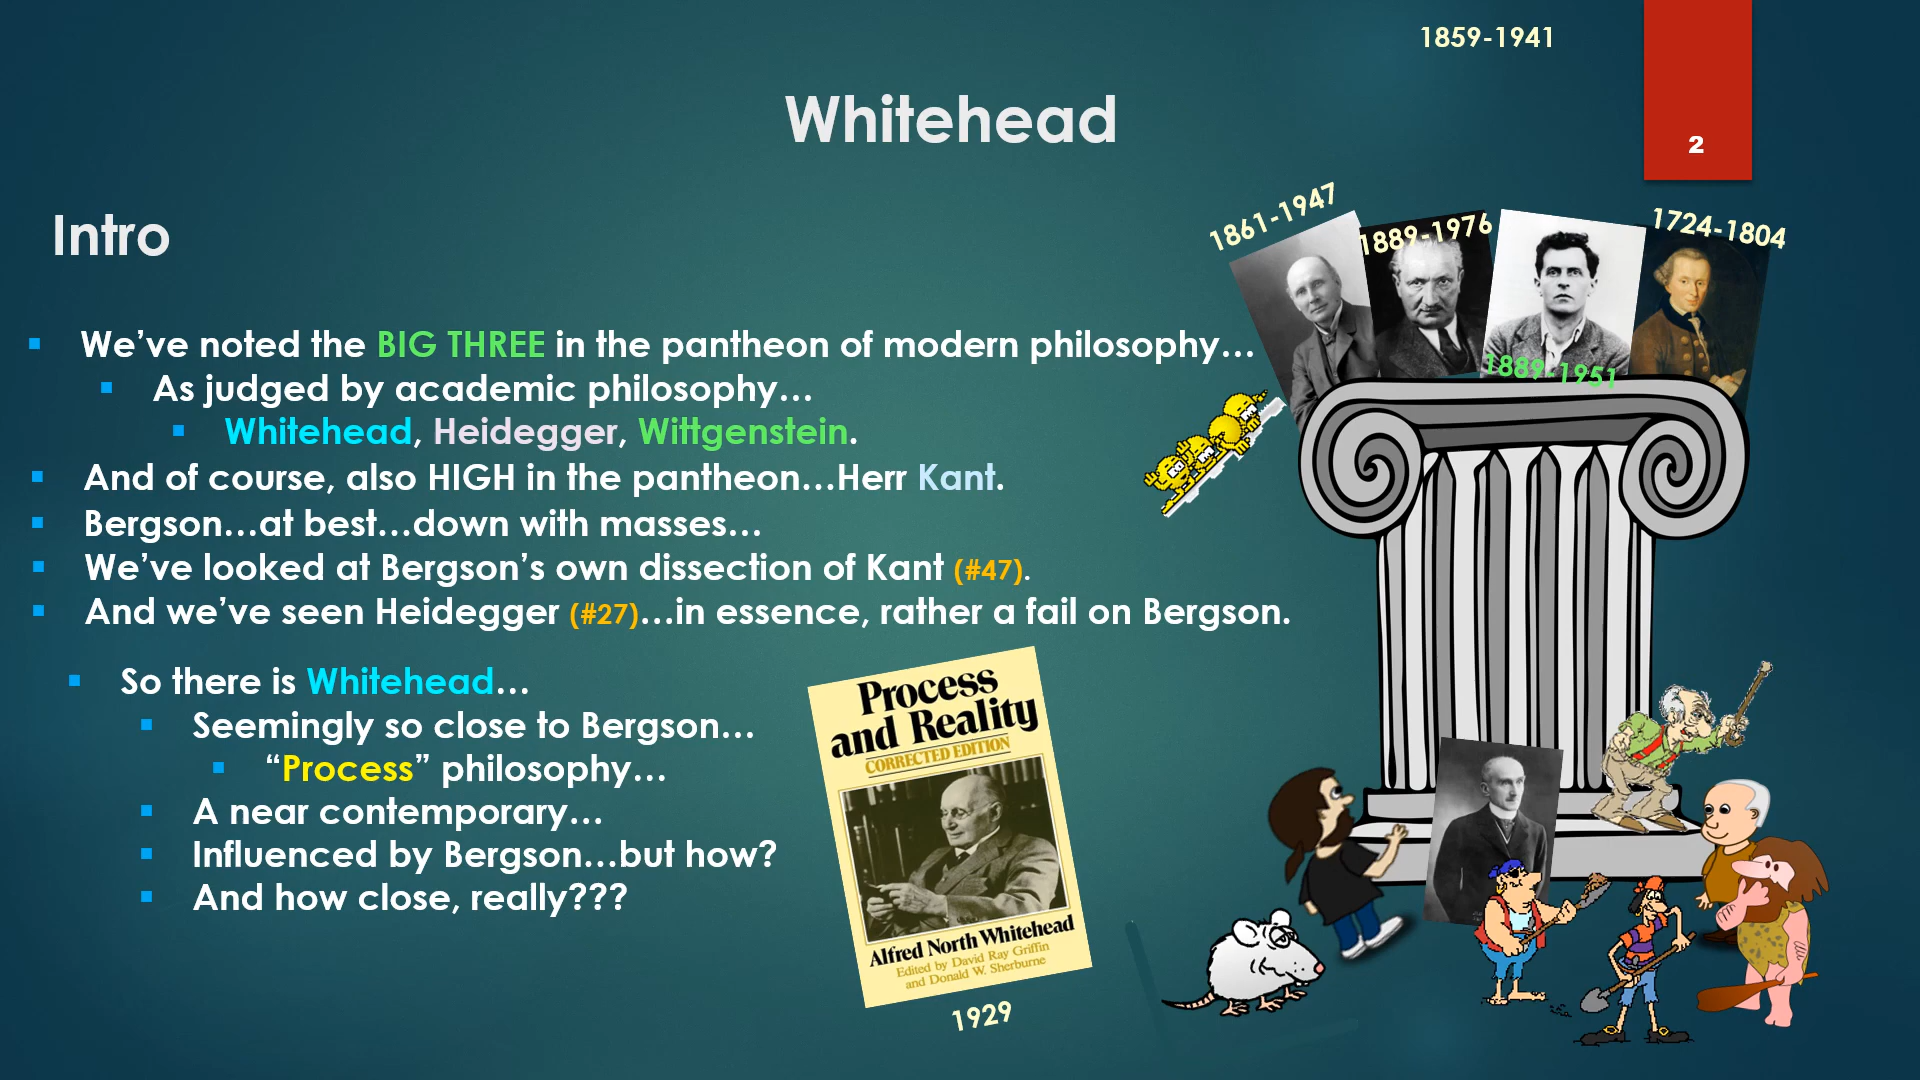 1859-1941
Whitehead
2
Intro
1861-1947
1889-1976
1724-1804
1889-1951
We’ve noted the BIG THREE in the pantheon of modern philosophy…
As judged by academic philosophy…
Whitehead, Heidegger, Wittgenstein.
And of course, also HIGH in the pantheon…Herr Kant.
Bergson…at best…down with masses…
We’ve looked at Bergson’s own dissection of Kant (#47).
And we’ve seen Heidegger (#27)…in essence, rather a fail on Bergson.
So there is Whitehead…
Seemingly so close to Bergson…
“Process” philosophy…
A near contemporary…
Influenced by Bergson…but how?
And how close, really???
Process
and Reality
CORRECTED EDITION
Alfred North Whitehead
Edited by David Ray Griffin
and Donald W. Sherburne
1929